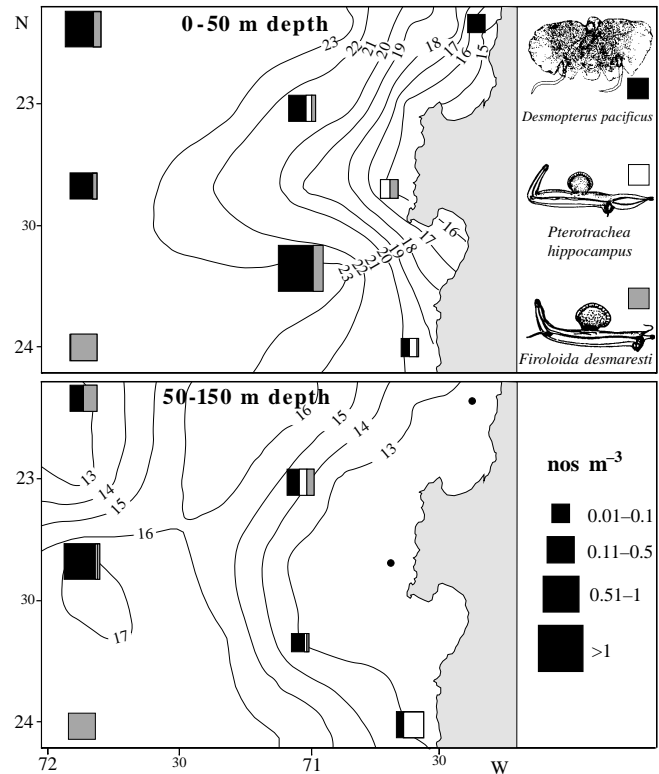 N
0-50 m depth
23 22 21 20 19 18 17 16 15
23
30
24
23 22 21 20 19 18 17 16
Desmopterus pacificus
Pterotrachea
hippocampus
Firoloida desmaresti
50-150 m depth
16 15 14 13
13
14
15
16
17
23
30
24
nos m⁻³
0.01–0.1
0.11–0.5
0.51–1
>1
72 30 71 W 30